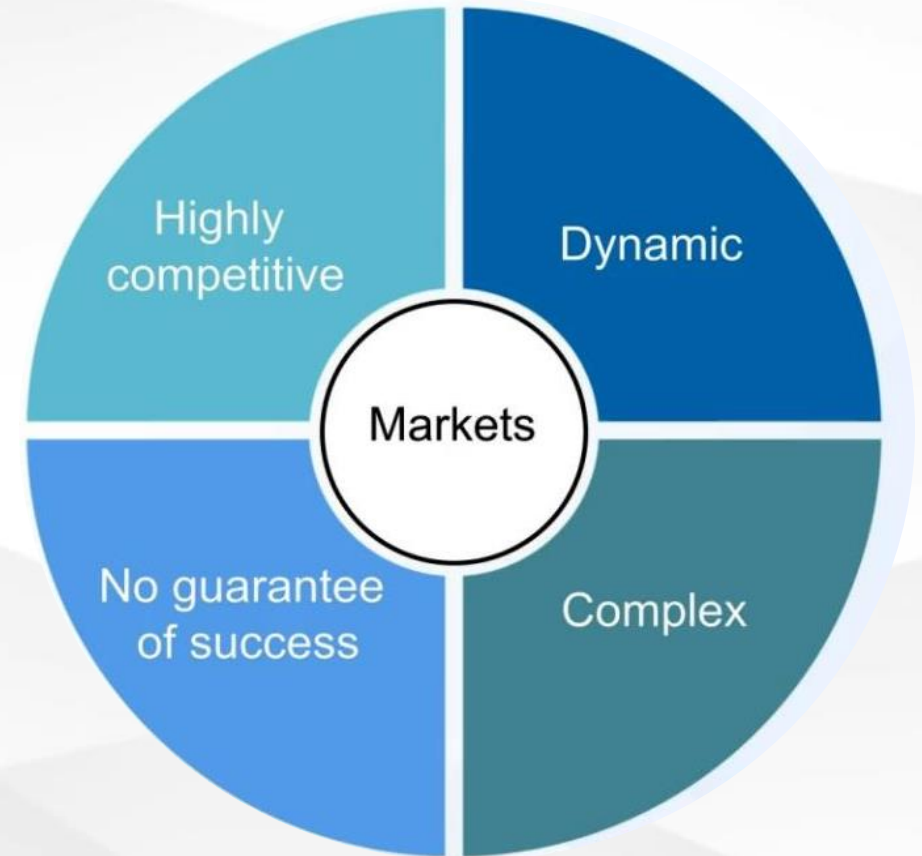 Highly
competitive
Dynamic
Markets
No guarantee
of success
Complex